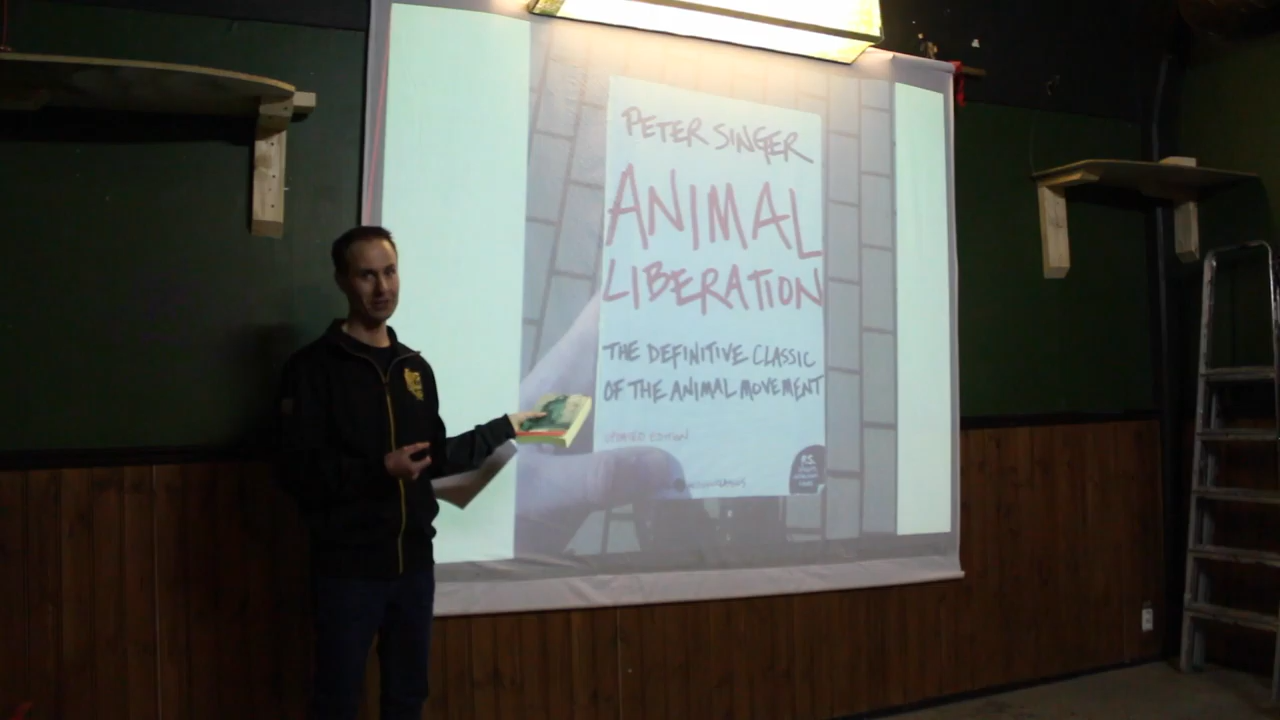 PETER SINGER
ANIMAL
LIBERATION
THE DEFINITIVE CLASSIC
OF THE ANIMAL MOVEMENT
UPDATED EDITION
P.S.